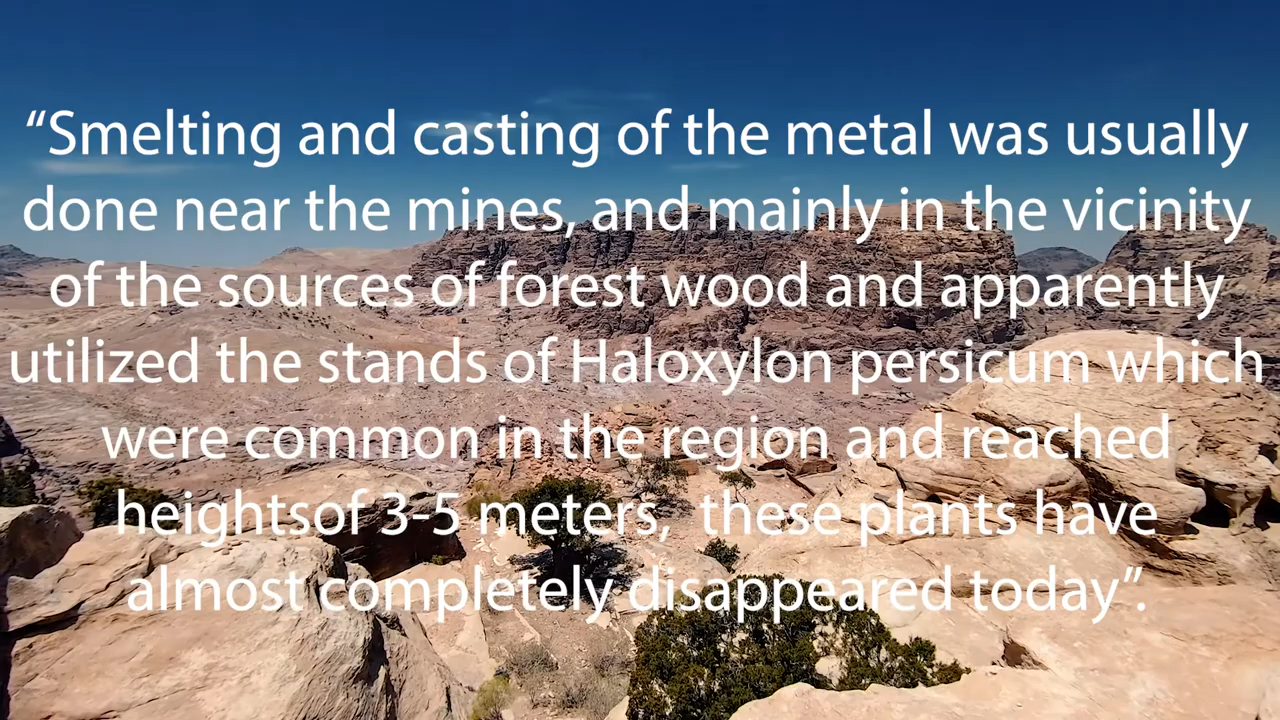 “Smelting and casting of the metal was usually
done near the mines, and mainly in the vicinity
of the sources of forest wood and apparently
utilized the stands of Haloxylon persicum which
were common in the region and reached
heightsof 3-5 meters,  these plants have
almost completely disappeared today”.